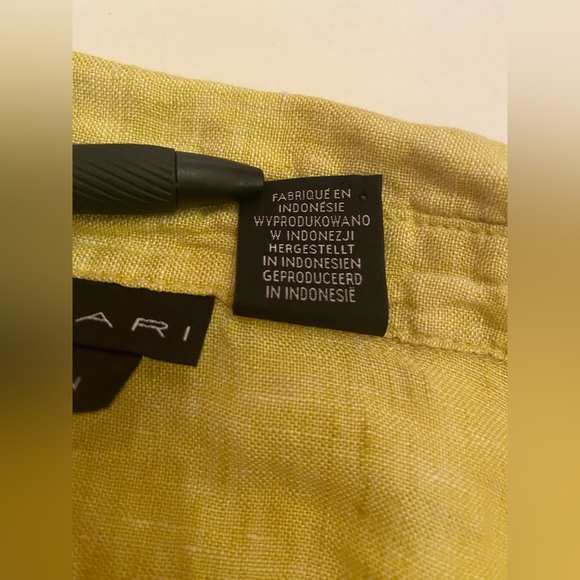 FABRIQUÉ EN
INDONÉSIE
WYPRODUKOWANO
W INDONEZJI
HERGESTELLT
IN INDONESIEN
GEPRODUCEERD
IN INDONESIË
ARI